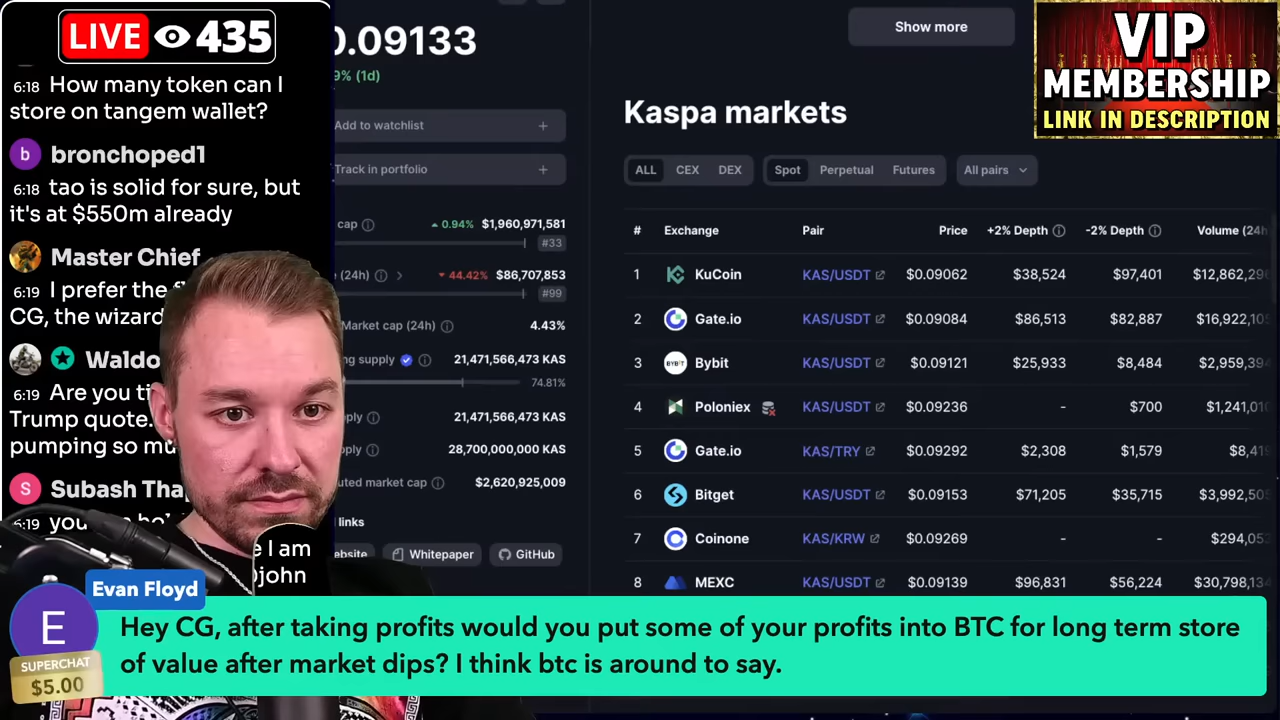 LIVE 435
6:18 How many token can I
store on tangem wallet?
b bronchoped1
6:18 tao is solid for sure, but
it's at $550m already
Master Chief
6:19 I prefer the
CG, the wizard
Waldo
6:19 Are you
Trump quote.
pumping so
S Subash
6:19
e I am
john
0.09133
9% (1d)
Add to watchlist +
Track in portfolio +
cap 0.94% $1,960,971,581
#33
(24h) 44.42% $86,707,853
#99
Market cap (24h) 4.43%
supply 21,471,566,473 KAS
74.81%
21,471,566,473 KAS
28,700,000,000 KAS
market cap $2,620,925,009
links
Whitepaper GitHub
Show more
Kaspa markets
ALL CEX DEX Spot Perpetual Futures All pairs
# Exchange Pair Price +2% Depth -2% Depth Volume (24h
1 KuCoin KAS/USDT $0.09062 $38,524 $97,401 $12,862,296
2 Gate.io KAS/USDT $0.09084 $86,513 $82,887 $16,922,105
3 BYBIT Bybit KAS/USDT $0.09121 $25,933 $8,484 $2,959,394
4 Poloniex KAS/USDT $0.09236 - $700 $1,241,010
5 Gate.io KAS/TRY $0.09292 $2,308 $1,579 $8,419
6 Bitget KAS/USDT $0.09153 $71,205 $35,715 $3,992,505
7 Coinone KAS/KRW $0.09269 - - $294,053
8 MEXC KAS/USDT $0.09139 $96,831 $56,224 $30,798,134
VIP
MEMBERSHIP
LINK IN DESCRIPTION
Evan Floyd
E
SUPERCHAT
$5.00
Hey CG, after taking profits would you put some of your profits into BTC for long term store
of value after market dips? I think btc is around to say.